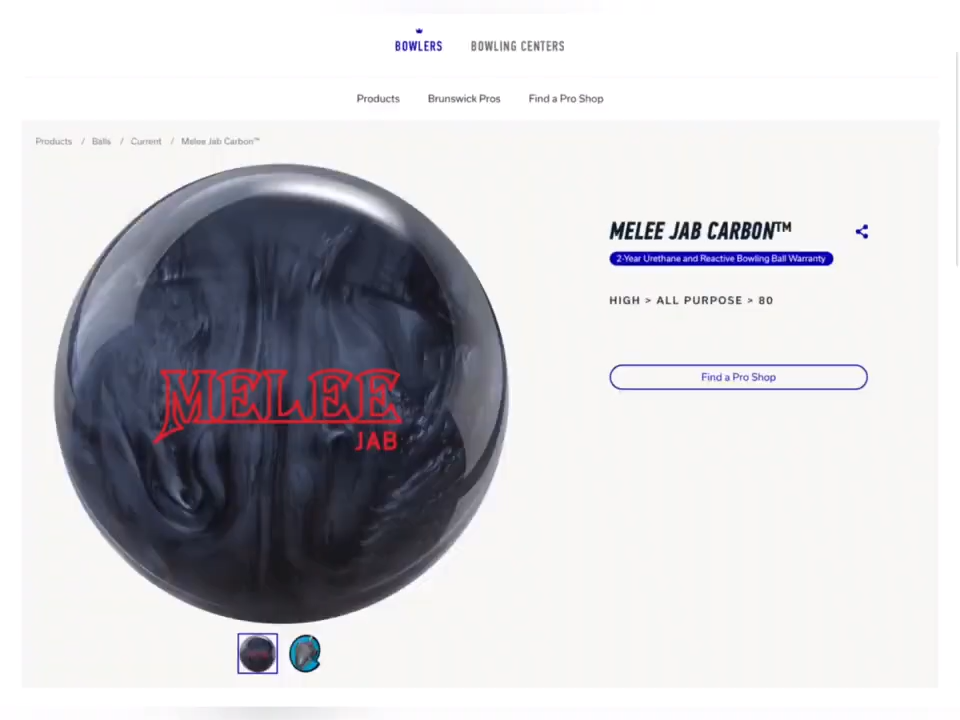 BOWLERS BOWLING CENTERS
Products Brunswick Pros Find a Pro Shop
Products / Balls / Current / Melee Jab Carbon™
MELEE
JAB
MELEE JAB CARBON™
2-Year Urethane and Reactive Bowling Ball Warranty
HIGH > ALL PURPOSE > 80
Find a Pro Shop